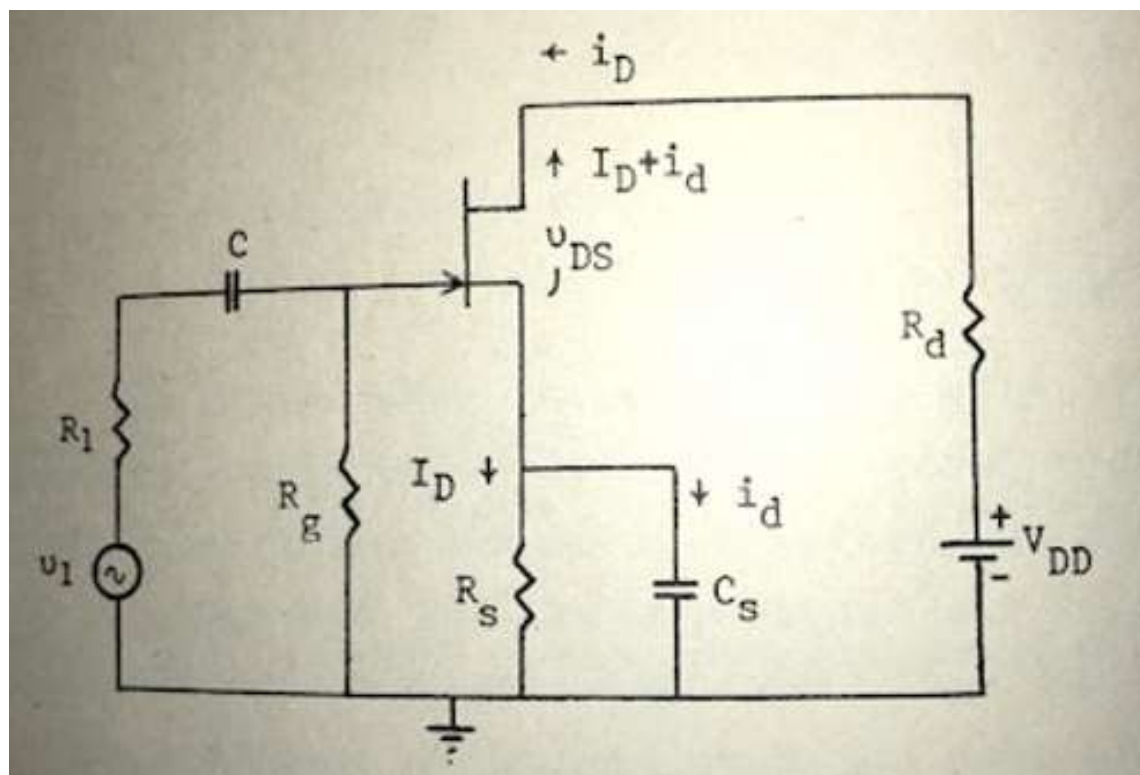 ← i_D
↑ I_D+i_d
υ_DS
C
R_d
R_1
I_D ↓
↓ i_d
R_g
+
V_DD
-
υ_1
~
R_s
C_s